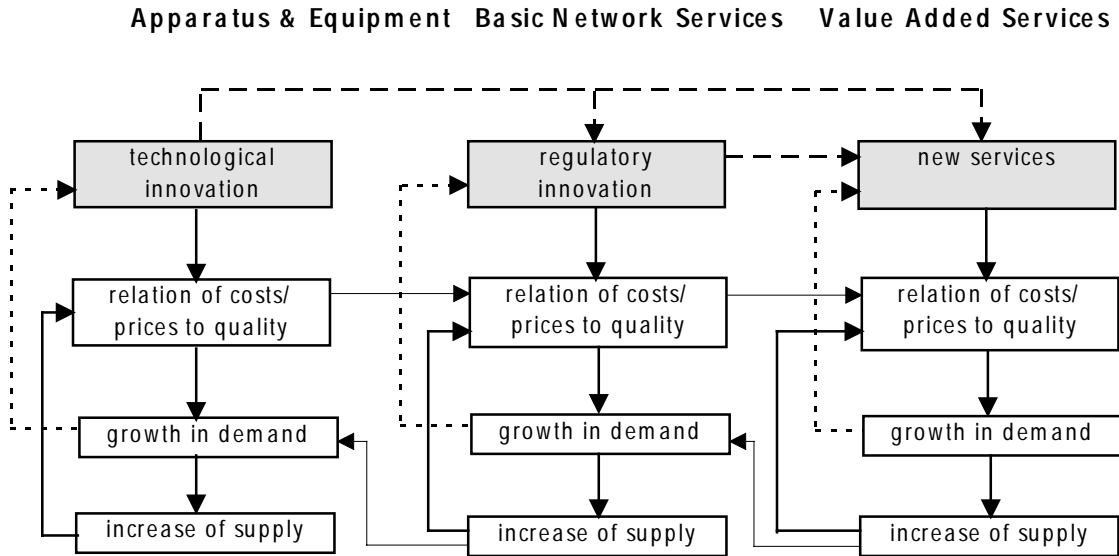 Apparatus & Equipment Basic Network Services Value Added Services
technological
innovation
regulatory
innovation
new services
relation of costs/
prices to quality
relation of costs/
prices to quality
relation of costs/
prices to quality
growth in demand
growth in demand
growth in demand
increase of supply
increase of supply
increase of supply